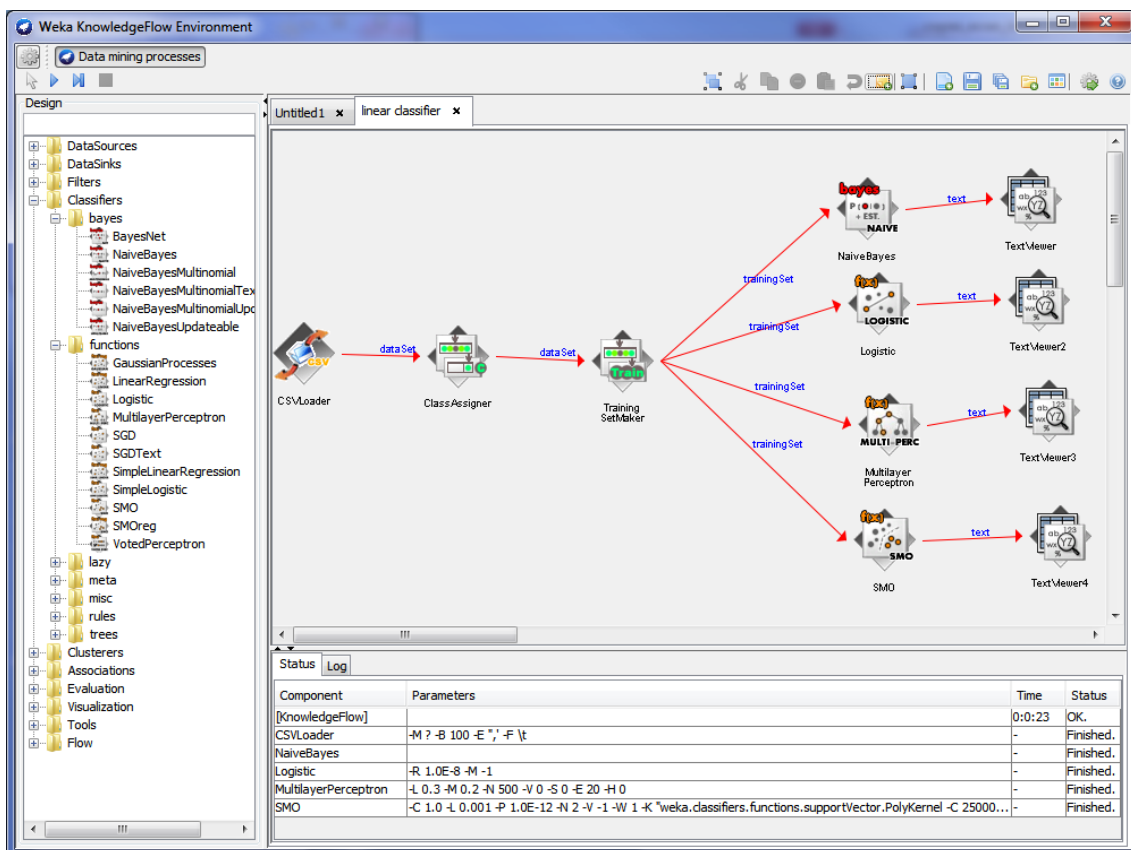 Weka KnowledgeFlow Environment
Data mining processes
Design
Untitled1
linear classifier
DataSources
DataSinks
Filters
Classifiers
bayes
BayesNet
NaiveBayes
NaiveBayesMultinomial
NaiveBayesMultinomialTex
NaiveBayesMultinomialUpd
NaiveBayesUpdateable
functions
GaussianProcesses
LinearRegression
Logistic
MultilayerPerceptron
SGD
SGDText
SimpleLinearRegression
SimpleLogistic
SMO
SMOreg
VotedPerceptron
lazy
meta
misc
rules
trees
Clusterers
Associations
Evaluation
Visualization
Tools
Flow
CSV
CSVLoader
dataSet
C
ClassAssigner
dataSet
Train
Training
SetMaker
trainingSet
trainingSet
trainingSet
trainingSet
bayes
+ EST.
NAIVE
NaiveBayes
text
TextViewer
f(x)
LOGISTIC
Logistic
text
TextViewer2
f(x)
MULTI-PERC
Multilayer
Perceptron
text
TextViewer3
f(x)
SMO
SMO
text
TextViewer4
Status
Log
Component Parameters Time Status
[KnowledgeFlow] 0:0:23 OK.
CSVLoader -M ? -B 100 -E ",' -F \t - Finished.
NaiveBayes - Finished.
Logistic -R 1.0E-8 -M -1 - Finished.
MultilayerPerceptron -L 0.3 -M 0.2 -N 500 -V 0 -S 0 -E 20 -H 0 - Finished.
SMO -C 1.0 -L 0.001 -P 1.0E-12 -N 2 -V -1 -W 1 -K "weka.classifiers.functions.supportVector.PolyKernel -C 25000... - Finished.